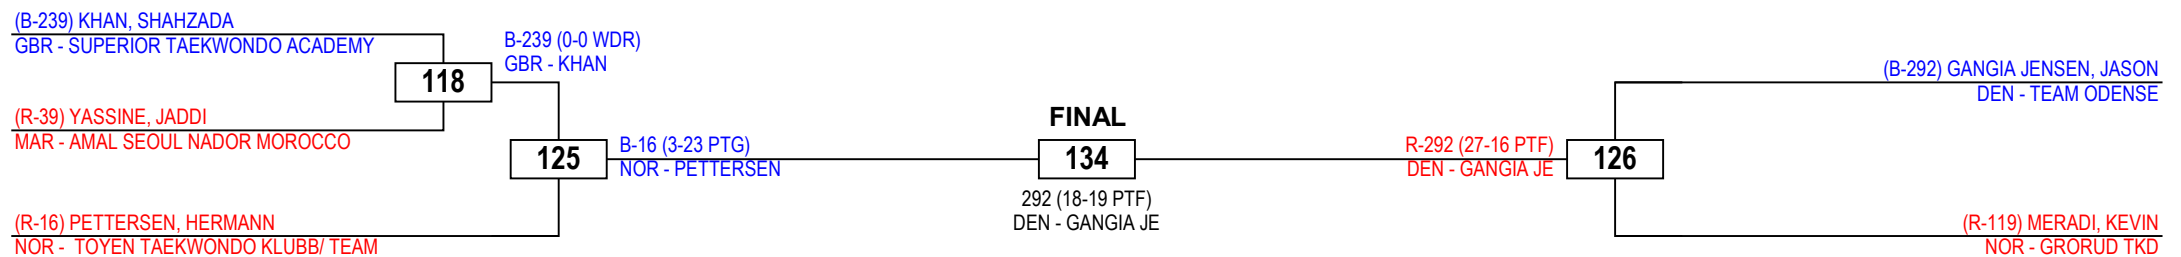 (B-239) KHAN, SHAHZADA
GBR - SUPERIOR TAEKWONDO ACADEMY
B-239 (0-0 WDR)
GBR - KHAN
118
(R-39) YASSINE, JADDI
MAR - AMAL SEOUL NADOR MOROCCO
125
B-16 (3-23 PTG)
NOR - PETTERSEN
(R-16) PETTERSEN, HERMANN
NOR - TOYEN TAEKWONDO KLUBB/ TEAM
FINAL
134
292 (18-19 PTF)
DEN - GANGIA JE
R-292 (27-16 PTF)
DEN - GANGIA JE
126
(B-292) GANGIA JENSEN, JASON
DEN - TEAM ODENSE
(R-119) MERADI, KEVIN
NOR - GRORUD TKD